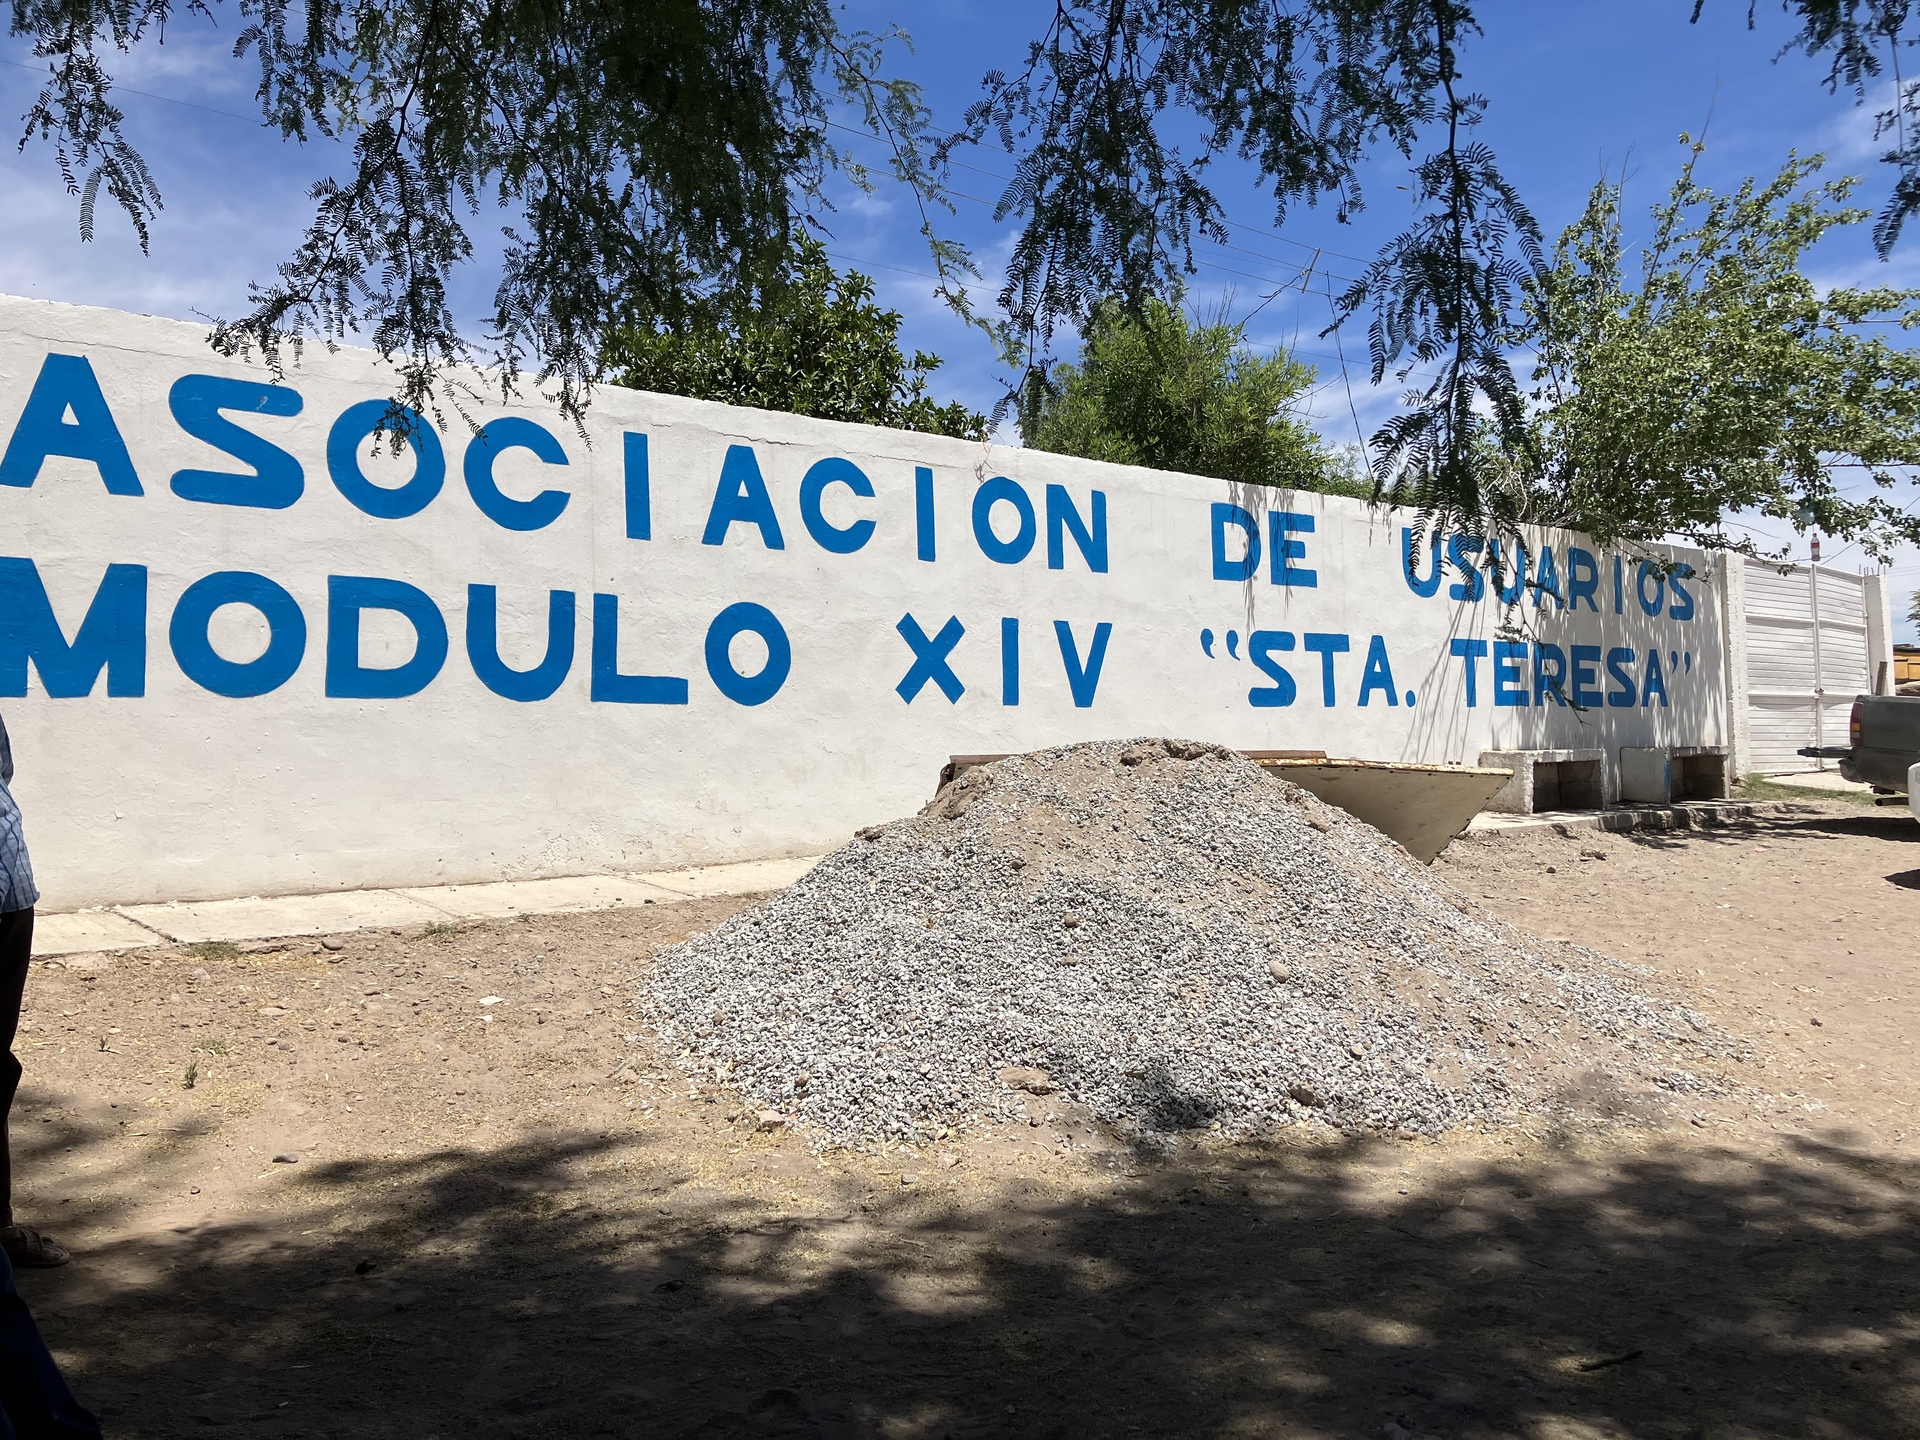 ASOCIACION DE USUARIOS
MODULO XIV “STA. TERESA”